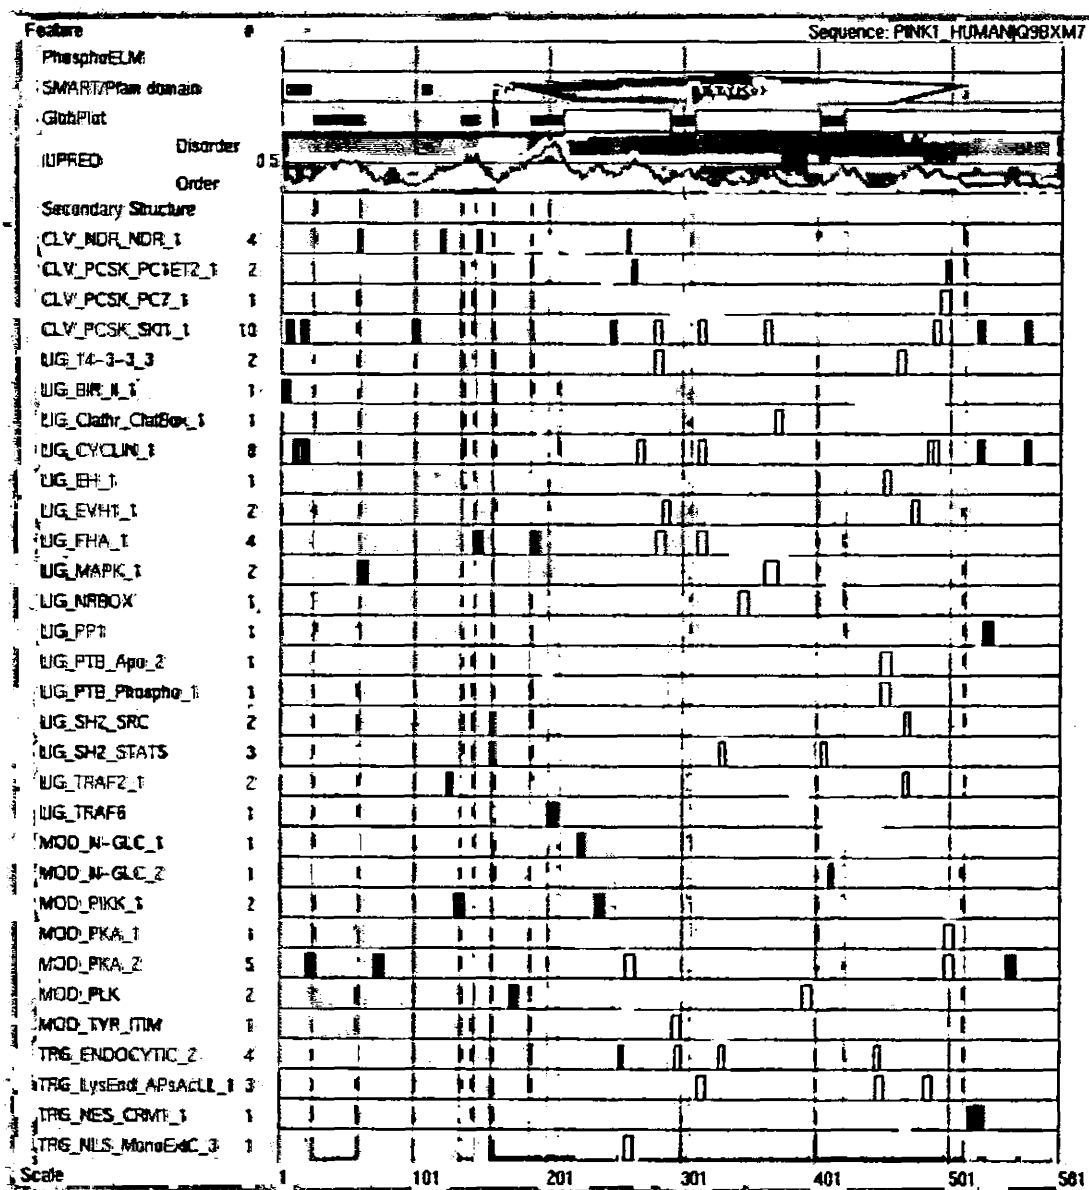 Feature # Sequence: PINK1_HUMAN|Q9BXM7
PhosphoELM
SMART/Pfam domain
GlobPlot
Disorder
IUPRED 0.5
Order
Secondary Structure
CLV_NDR_NDR_1 4
CLV_PCSK_PC1ET2_1 2
CLV_PCSK_PC7_1 1
CLV_PCSK_SKI1_1 10
LIG_14-3-3_3 2
LIG_BIR_II_1 1
LIG_Clathr_ClatBox_1 1
LIG_CYCLIN_1 8
LIG_EH_1 1
LIG_EVH1_1 2
LIG_FHA_1 4
LIG_MAPK_1 2
LIG_NRBOX 1
LIG_PP1 1
LIG_PTB_Apo_2 1
LIG_PTB_Phospho_1 1
LIG_SH2_SRC 2
LIG_SH2_STAT5 3
LIG_TRAF2_1 2
LIG_TRAF6 1
MOD_N-GLC_1 1
MOD_N-GLC_2 1
MOD_PIKK_1 2
MOD_PKA_1 1
MOD_PKA_2 5
MOD_PLK 2
MOD_TYR_ITIM 1
TRG_ENDOCYTIC_2 4
TRG_LysEnd_APsAcLL_1 3
TRG_NES_CRM1_1 1
TRG_NLS_MonoExtC_3 1
Scale 1 101 201 301 401 501 581